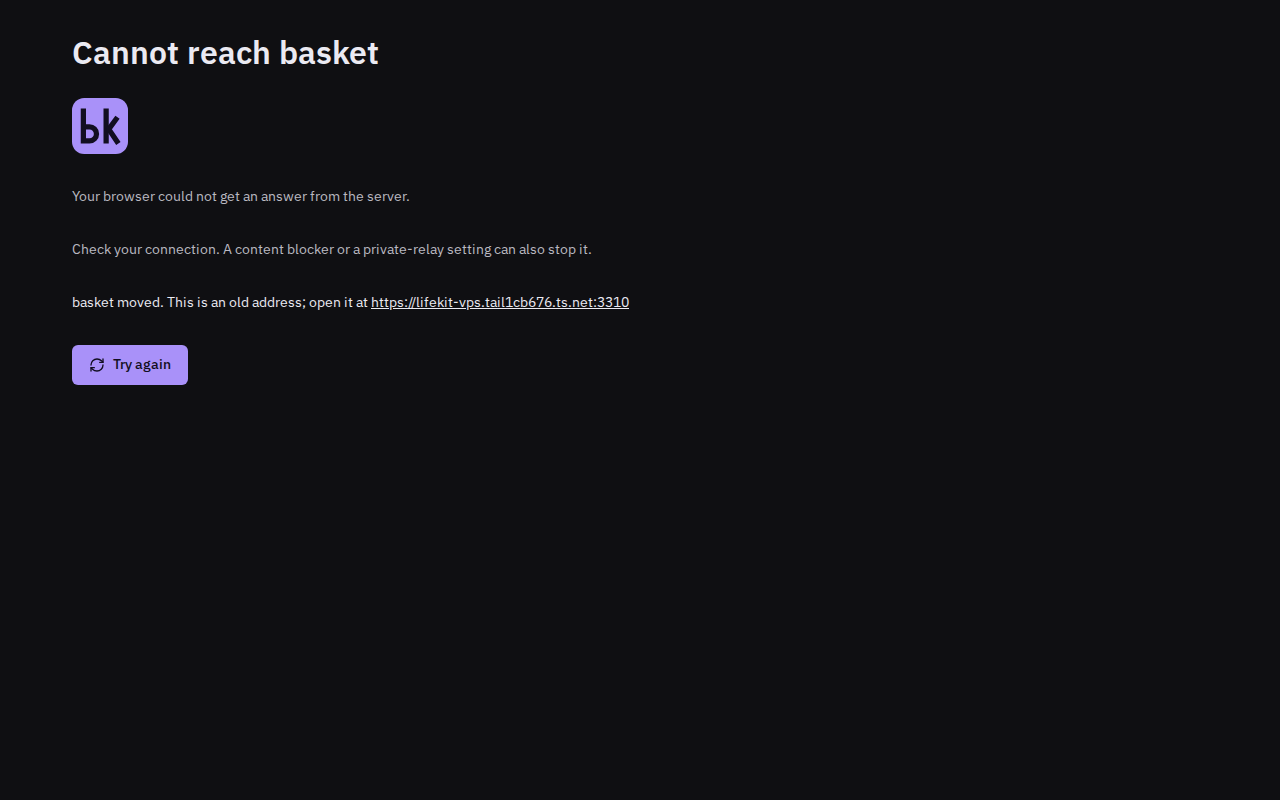 Cannot reach basket
bk
Your browser could not get an answer from the server.
Check your connection. A content blocker or a private-relay setting can also stop it.
basket moved. This is an old address; open it at https://lifekit-vps.tail1cb676.ts.net:3310
Try again